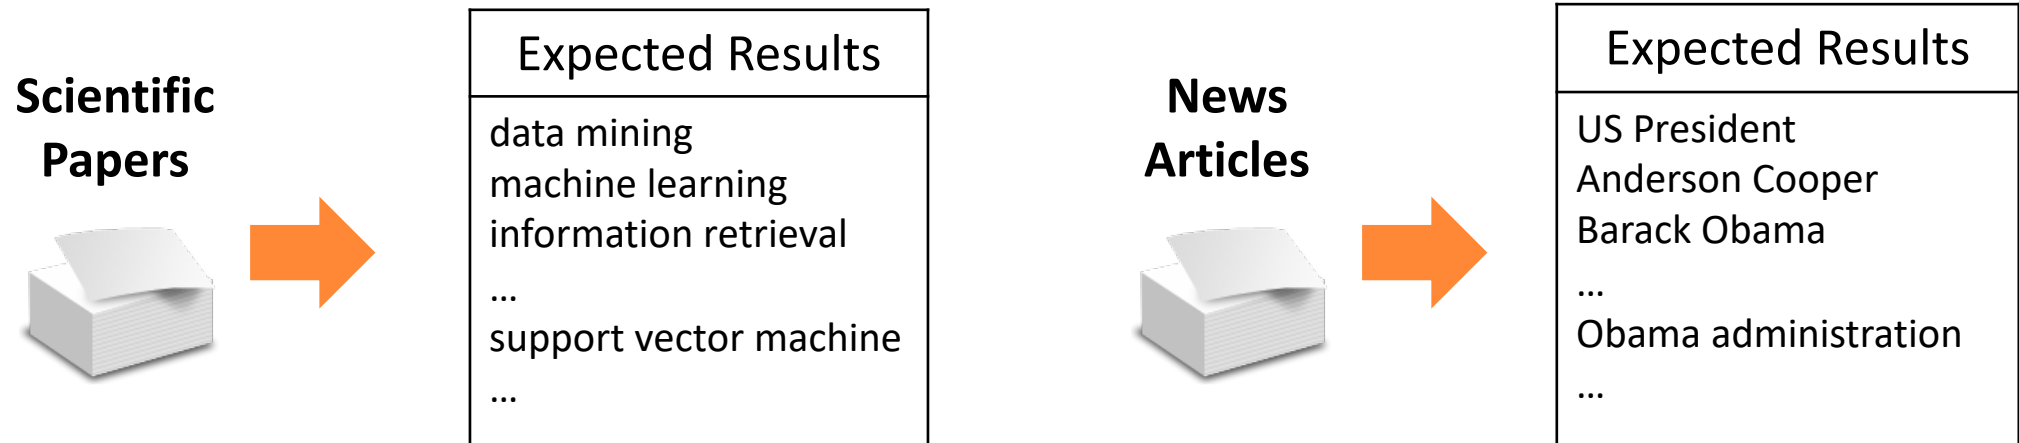 Scientific
Papers
Expected Results
data mining
machine learning
information retrieval
...
support vector machine
...
News
Articles
Expected Results
US President
Anderson Cooper
Barack Obama
...
Obama administration
...